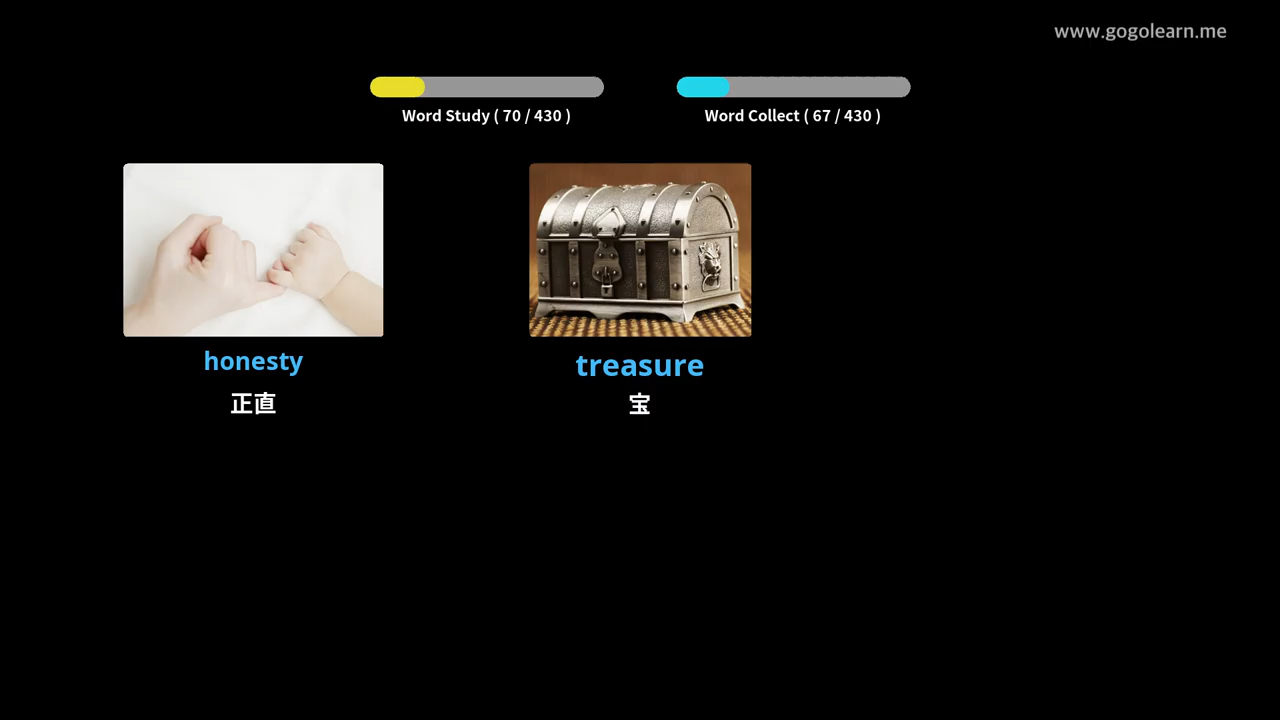 www.gogolearn.me
Word Study ( 70 / 430 )
Word Collect ( 67 / 430 )
honesty
正直
treasure
宝